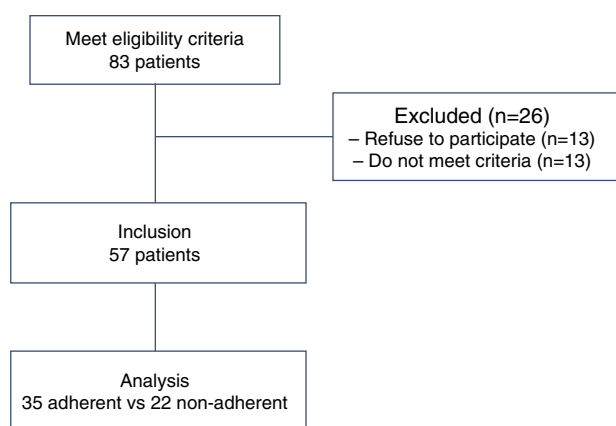 Meet eligibility criteria
83 patients
Excluded (n=26)
– Refuse to participate (n=13)
– Do not meet criteria (n=13)
Inclusion
57 patients
Analysis
35 adherent vs 22 non-adherent